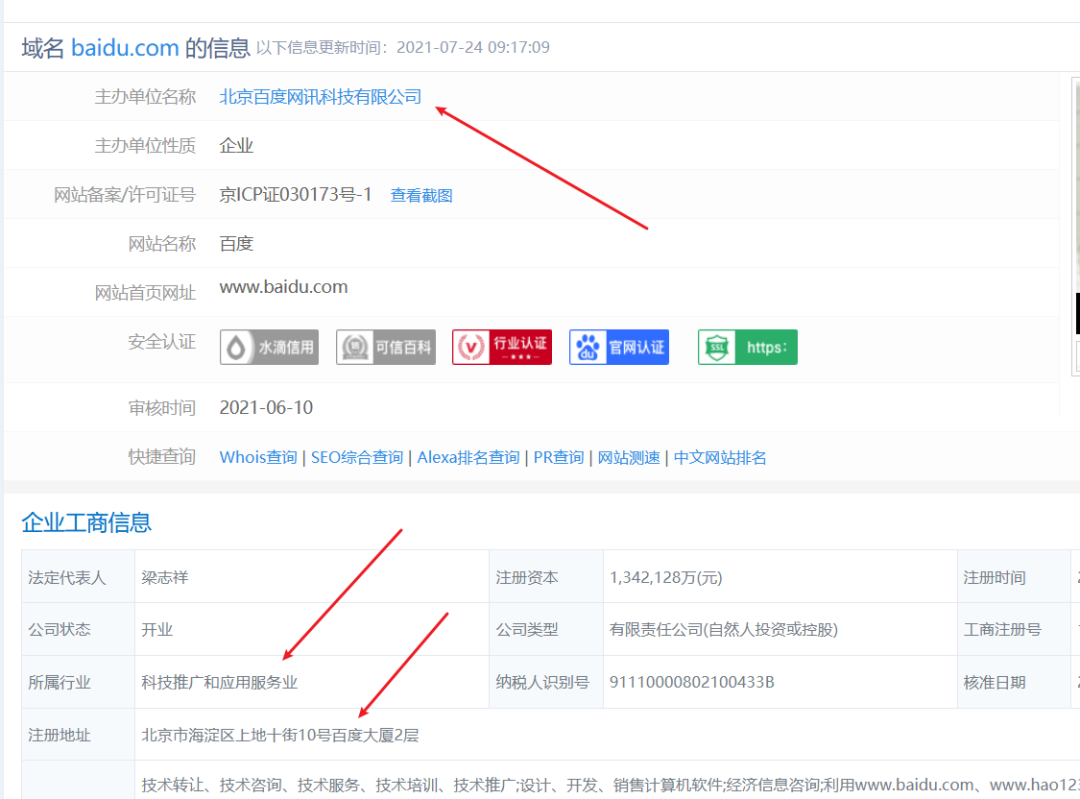 域名 baidu.com 的信息 以下信息更新时间：2021-07-24 09:17:09
主办单位名称 北京百度网讯科技有限公司
主办单位性质 企业
网站备案/许可证号 京ICP证030173号-1 查看截图
网站名称 百度
网站首页网址 www.baidu.com
安全认证 水滴信用 可信百科 行业认证 du 官网认证 SSL https:
审核时间 2021-06-10
快捷查询 Whois查询 | SEO综合查询 | Alexa排名查询 | PR查询 | 网站测速 | 中文网站排名
企业工商信息
法定代表人 梁志祥 注册资本 1,342,128万(元) 注册时间
公司状态 开业 公司类型 有限责任公司(自然人投资或控股) 工商注册号
所属行业 科技推广和应用服务业 纳税人识别号 91110000802100433B 核准日期
注册地址 北京市海淀区上地十街10号百度大厦2层
技术转让、技术咨询、技术服务、技术培训、技术推广;设计、开发、销售计算机软件;经济信息咨询;利用www.baidu.com、www.hao123